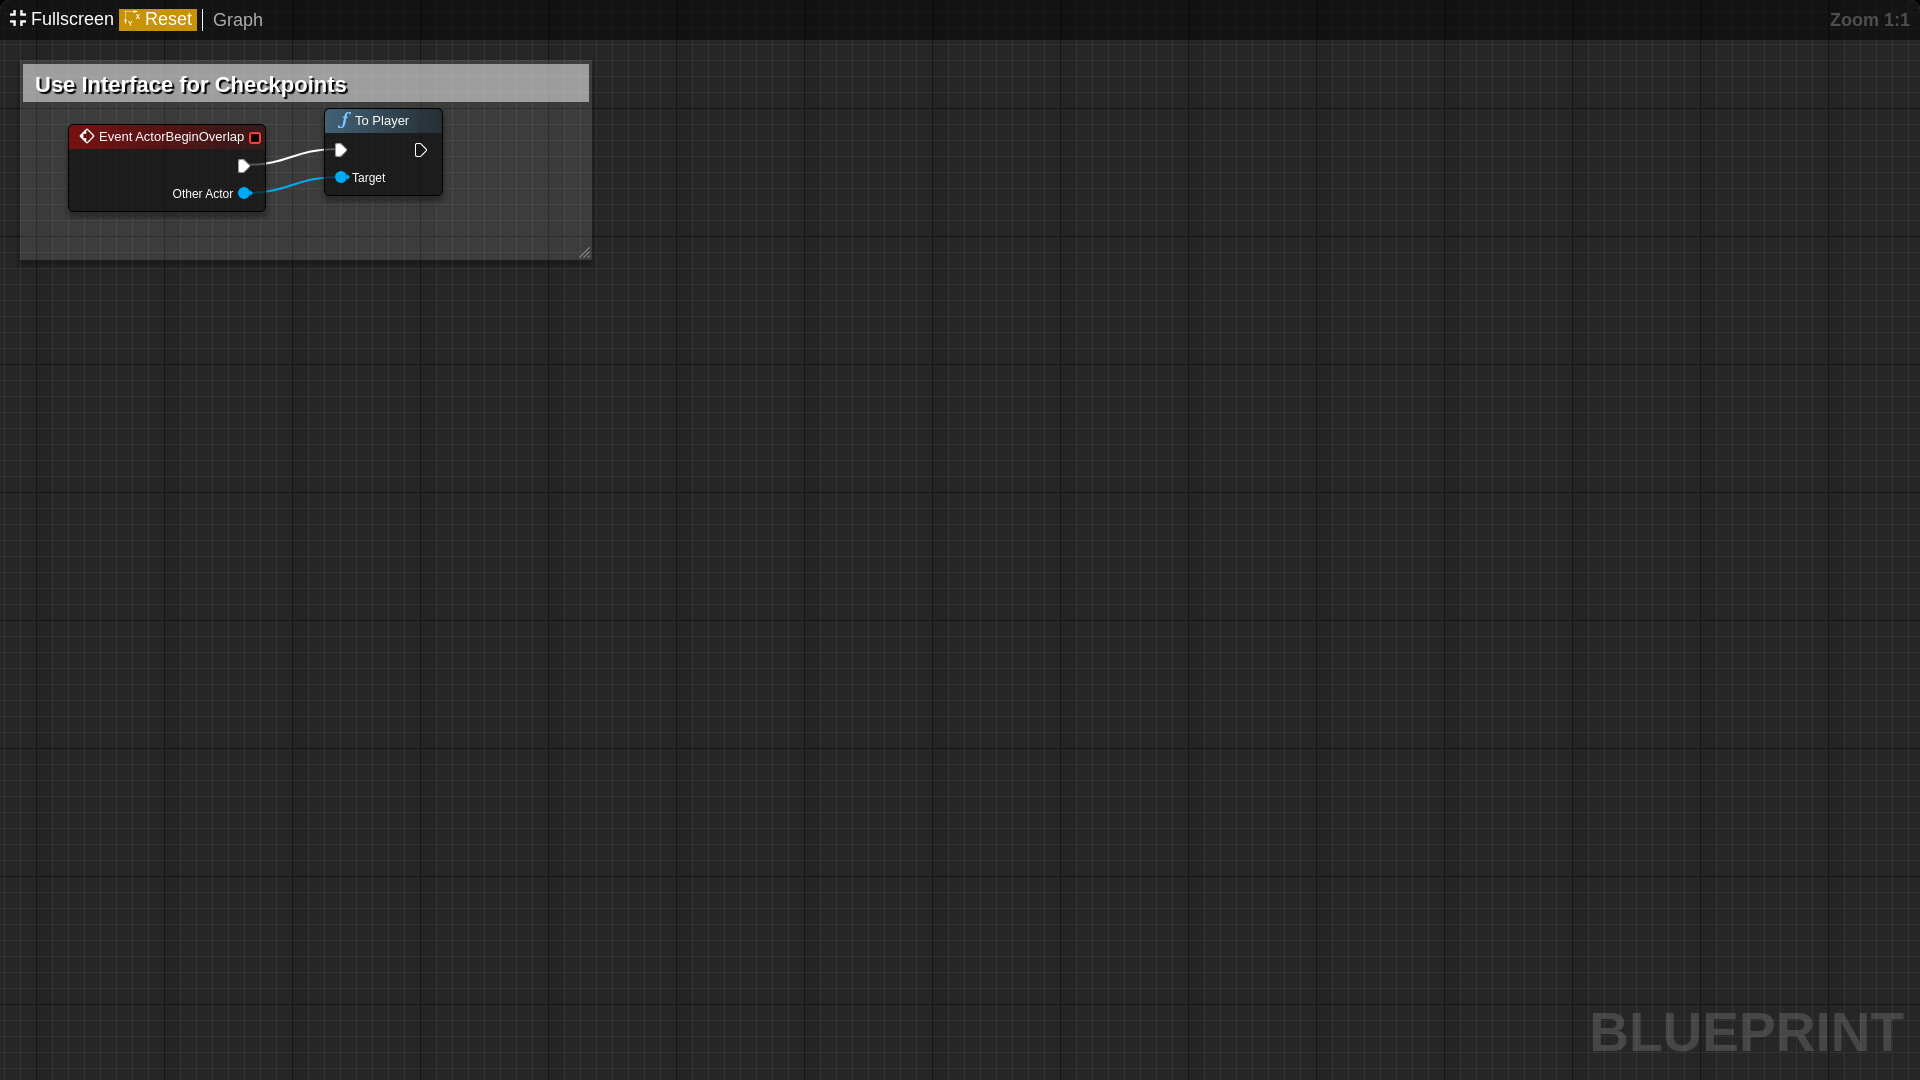 Fullscreen Reset Graph Zoom 1:1
Use Interface for Checkpoints
To Player
Event ActorBeginOverlap
Target
Other Actor
BLUEPRINT